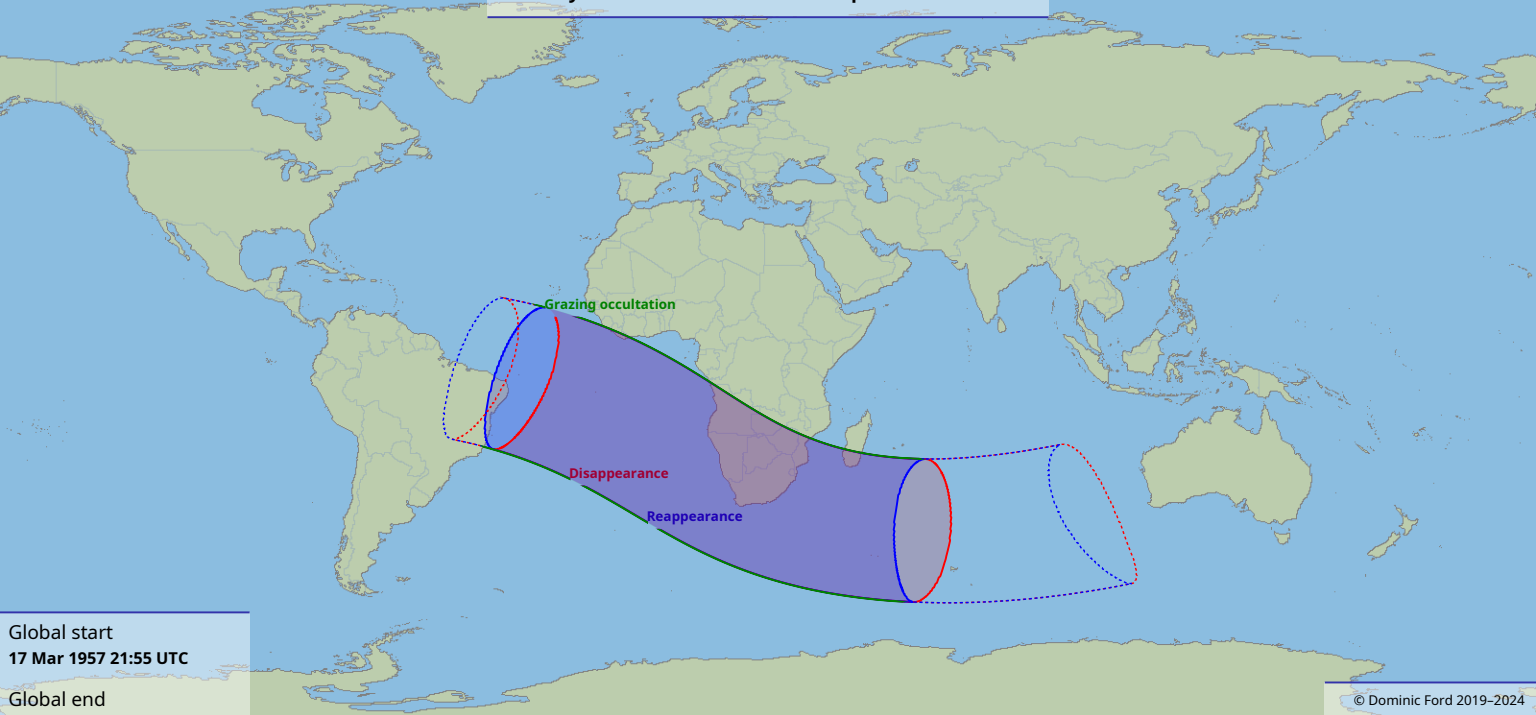 Grazing occultation
Disappearance
Reappearance
Global start
17 Mar 1957 21:55 UTC
Global end
© Dominic Ford 2019–2024